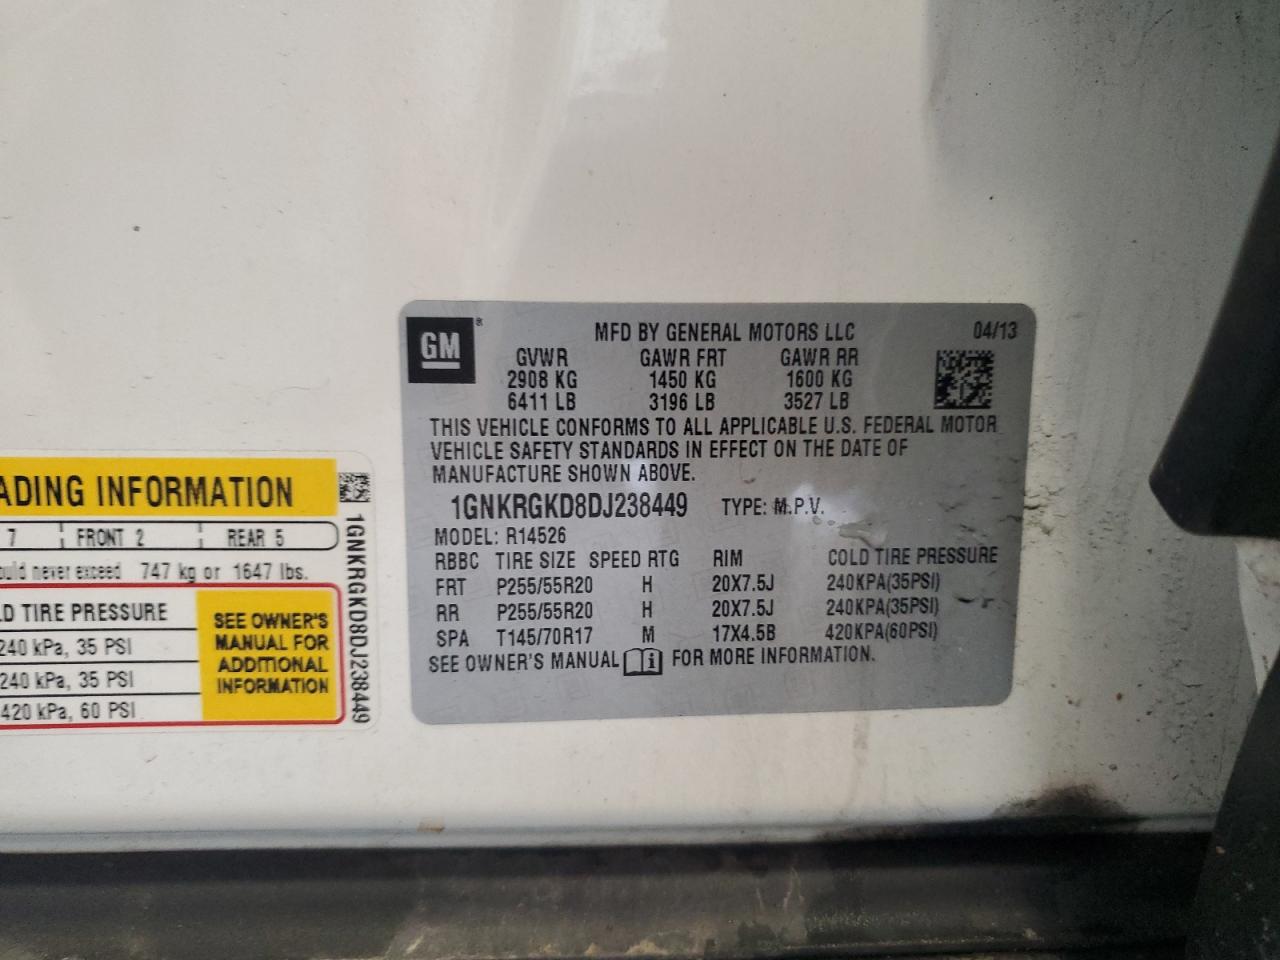 GM
®
MFD BY GENERAL MOTORS LLC 04/13
GVWR GAWR FRT GAWR RR
2908 KG 1450 KG 1600 KG
6411 LB 3196 LB 3527 LB
THIS VEHICLE CONFORMS TO ALL APPLICABLE U.S. FEDERAL MOTOR
VEHICLE SAFETY STANDARDS IN EFFECT ON THE DATE OF
MANUFACTURE SHOWN ABOVE.
1GNKRGKD8DJ238449 TYPE: M.P.V.
MODEL: R14526
RBBC TIRE SIZE SPEED RTG RIM COLD TIRE PRESSURE
FRT P255/55R20 H 20X7.5J 240KPA(35PSI)
RR P255/55R20 H 20X7.5J 240KPA(35PSI)
SPA T145/70R17 M 17X4.5B 420KPA(60PSI)
SEE OWNER'S MANUAL i FOR MORE INFORMATION.
ADING INFORMATION
7 FRONT 2 REAR 5
ould never exceed 747 kg or 1647 lbs.
LD TIRE PRESSURE
240 kPa, 35 PSI
240 kPa, 35 PSI
420 kPa, 60 PSI
SEE OWNER'S
MANUAL FOR
ADDITIONAL
INFORMATION
1GNKRGKD8DJ238449